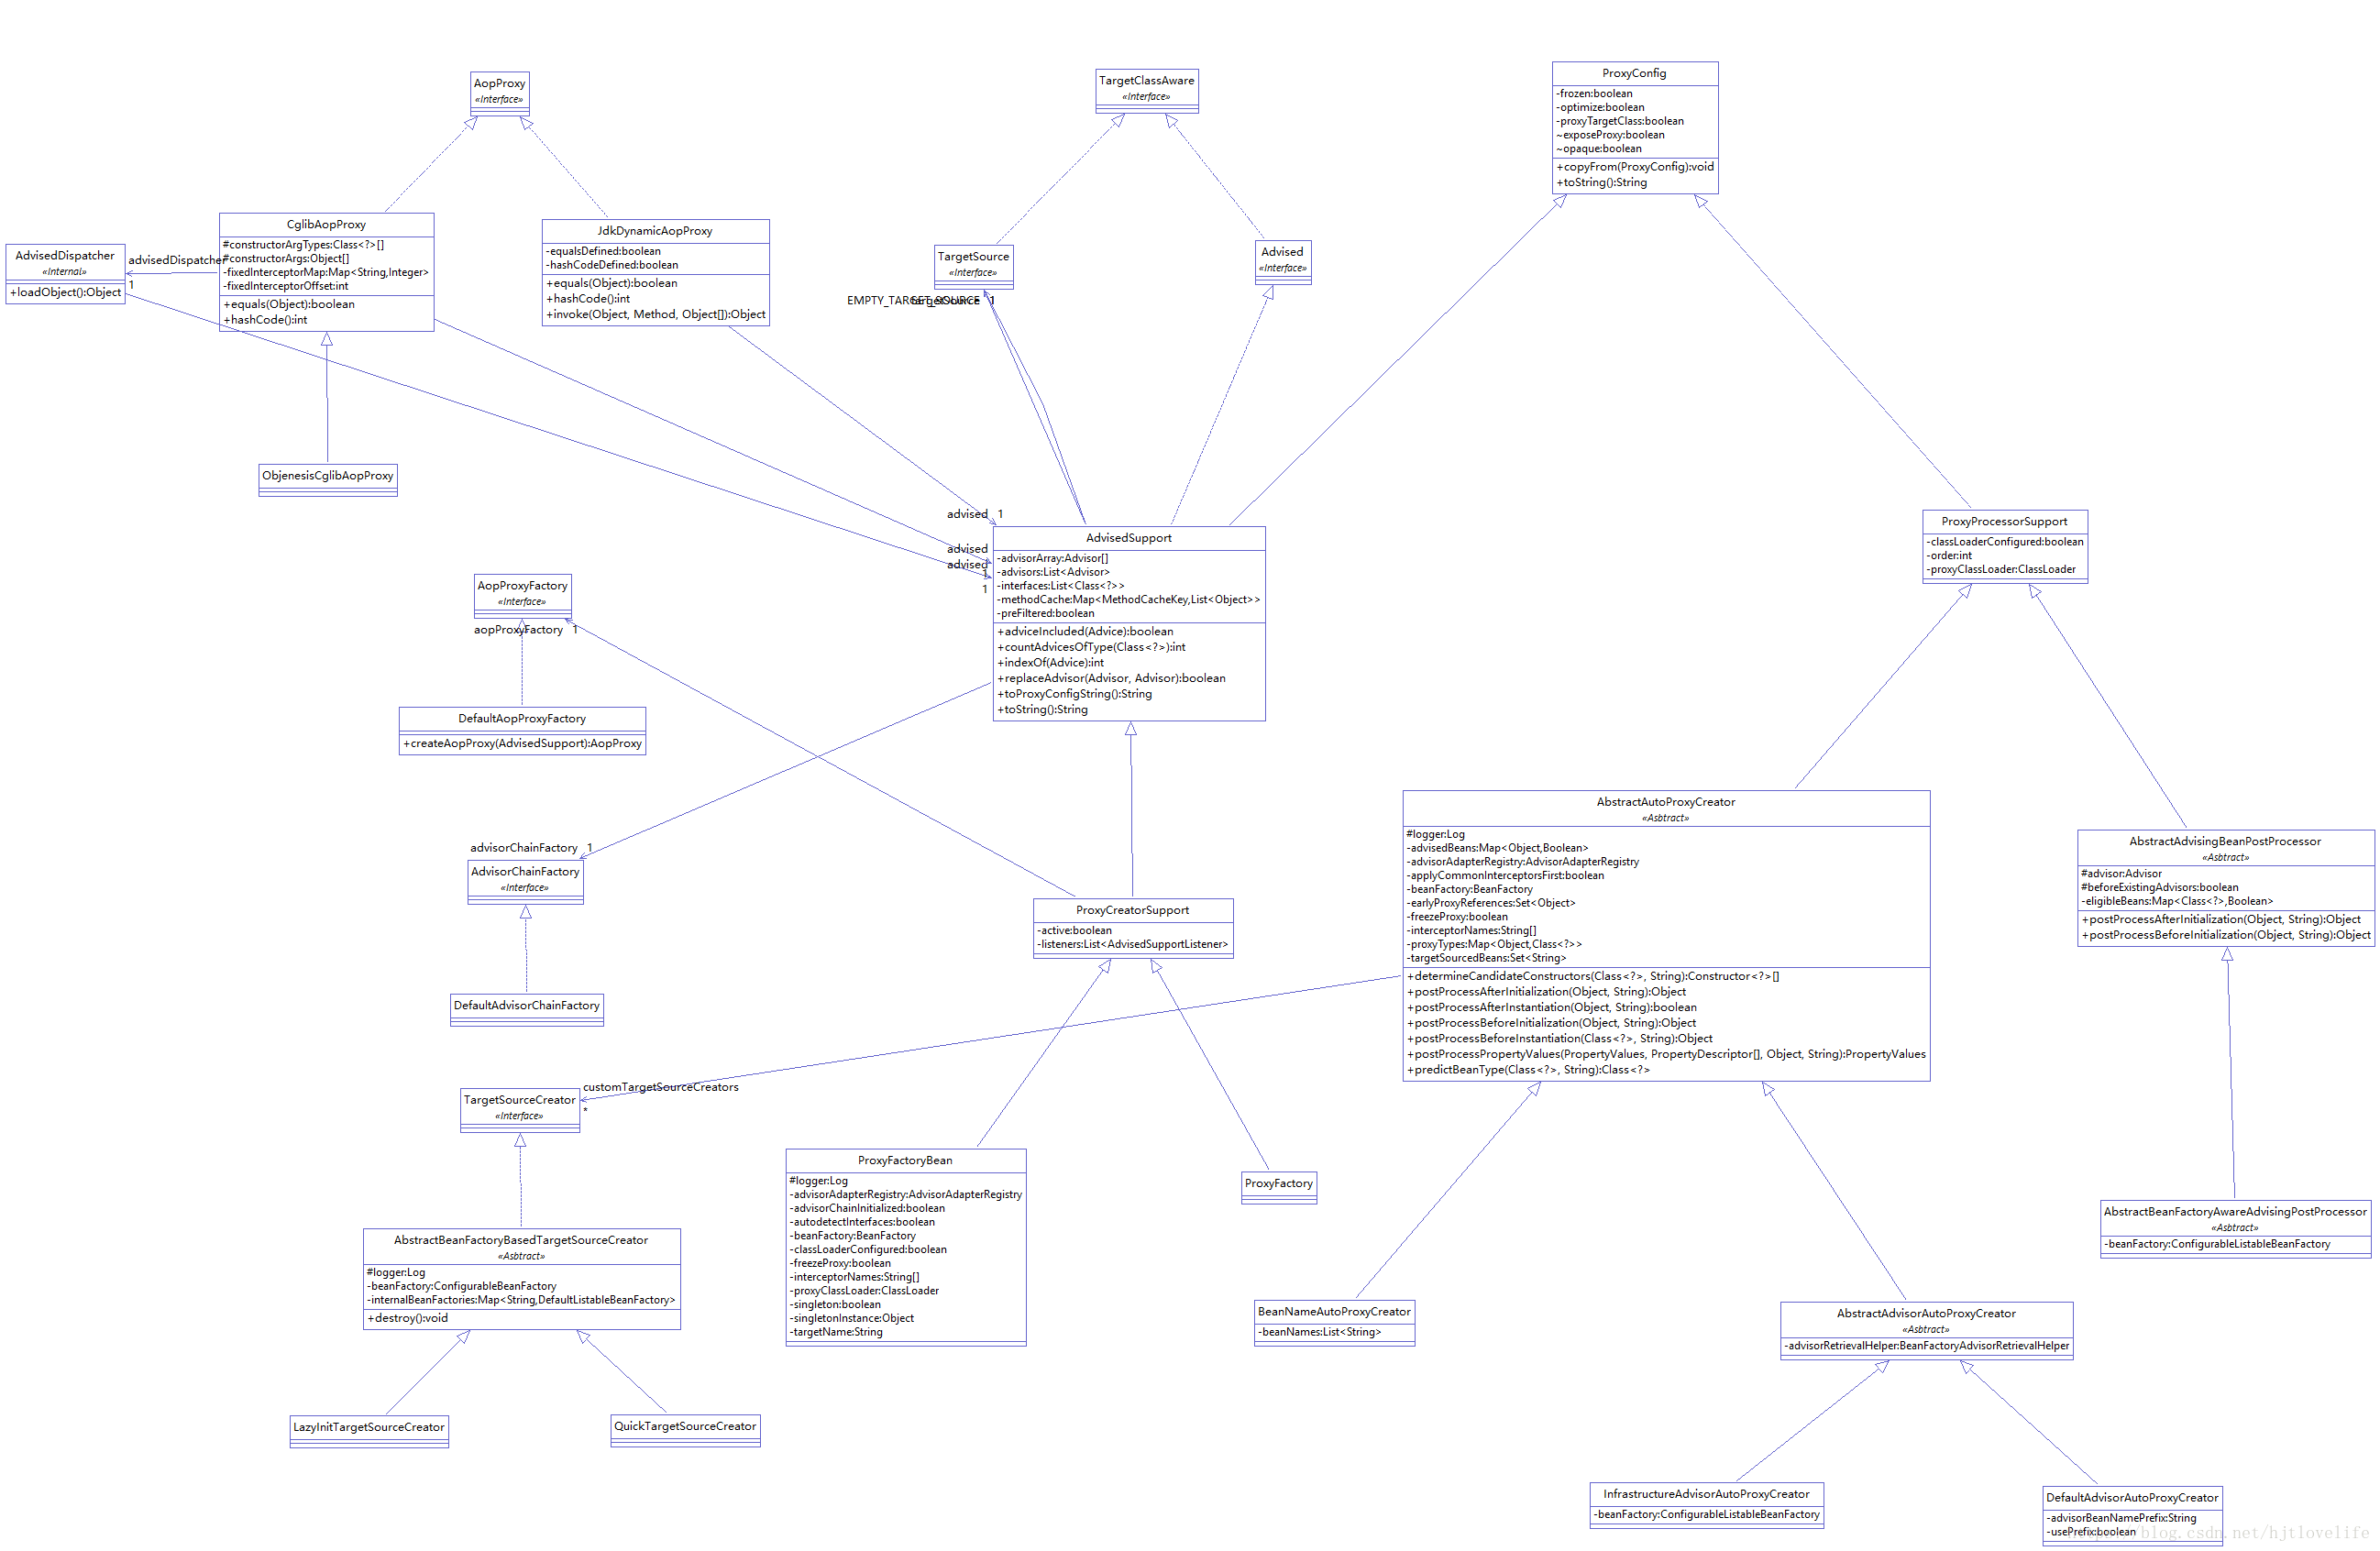 AopProxy
«Interface»
TargetClassAware
«Interface»
ProxyConfig
-frozen:boolean
-optimize:boolean
-proxyTargetClass:boolean
~exposeProxy:boolean
~opaque:boolean
+copyFrom(ProxyConfig):void
+toString():String
AdvisedDispatcher
«Internal»
+loadObject():Object
advisedDispatcher
1
CglibAopProxy
#constructorArgTypes:Class<?>[]
#constructorArgs:Object[]
-fixedInterceptorMap:Map<String,Integer>
-fixedInterceptorOffset:int
+equals(Object):boolean
+hashCode():int
JdkDynamicAopProxy
-equalsDefined:boolean
-hashCodeDefined:boolean
+equals(Object):boolean
+hashCode():int
+invoke(Object, Method, Object[]):Object
TargetSource
«Interface»
EMPTY_TARGET_SOURCE
targetSource
1
Advised
«Interface»
ObjenesisCglibAopProxy
advised 1
advised
1
advised
1
AdvisedSupport
-advisorArray:Advisor[]
-advisors:List<Advisor>
-interfaces:List<Class<?>>
-methodCache:Map<MethodCacheKey,List<Object>>
-preFiltered:boolean
+adviceIncluded(Advice):boolean
+countAdvicesOfType(Class<?>):int
+indexOf(Advice):int
+replaceAdvisor(Advisor, Advisor):boolean
+toProxyConfigString():String
+toString():String
ProxyProcessorSupport
-classLoaderConfigured:boolean
-order:int
-proxyClassLoader:ClassLoader
AopProxyFactory
«Interface»
aopProxyFactory 1
DefaultAopProxyFactory
+createAopProxy(AdvisedSupport):AopProxy
advisorChainFactory 1
AdvisorChainFactory
«Interface»
DefaultAdvisorChainFactory
ProxyCreatorSupport
-active:boolean
-listeners:List<AdvisedSupportListener>
AbstractAutoProxyCreator
«Asbtract»
#logger:Log
-advisedBeans:Map<Object,Boolean>
-advisorAdapterRegistry:AdvisorAdapterRegistry
-applyCommonInterceptorsFirst:boolean
-beanFactory:BeanFactory
-earlyProxyReferences:Set<Object>
-freezeProxy:boolean
-interceptorNames:String[]
-proxyTypes:Map<Object,Class<?>>
-targetSourcedBeans:Set<String>
+determineCandidateConstructors(Class<?>, String):Constructor<?>[]
+postProcessAfterInitialization(Object, String):Object
+postProcessAfterInstantiation(Object, String):boolean
+postProcessBeforeInitialization(Object, String):Object
+postProcessBeforeInstantiation(Class<?>, String):Object
+postProcessPropertyValues(PropertyValues, PropertyDescriptor[], Object, String):PropertyValues
+predictBeanType(Class<?>, String):Class<?>
AbstractAdvisingBeanPostProcessor
«Asbtract»
#advisor:Advisor
#beforeExistingAdvisors:boolean
-eligibleBeans:Map<Class<?>,Boolean>
+postProcessAfterInitialization(Object, String):Object
+postProcessBeforeInitialization(Object, String):Object
customTargetSourceCreators
*
TargetSourceCreator
«Interface»
ProxyFactoryBean
#logger:Log
-advisorAdapterRegistry:AdvisorAdapterRegistry
-advisorChainInitialized:boolean
-autodetectInterfaces:boolean
-beanFactory:BeanFactory
-classLoaderConfigured:boolean
-freezeProxy:boolean
-interceptorNames:String[]
-proxyClassLoader:ClassLoader
-singleton:boolean
-singletonInstance:Object
-targetName:String
ProxyFactory
AbstractBeanFactoryAwareAdvisingPostProcessor
«Asbtract»
-beanFactory:ConfigurableListableBeanFactory
AbstractBeanFactoryBasedTargetSourceCreator
«Asbtract»
#logger:Log
-beanFactory:ConfigurableBeanFactory
-internalBeanFactories:Map<String,DefaultListableBeanFactory>
+destroy():void
BeanNameAutoProxyCreator
-beanNames:List<String>
AbstractAdvisorAutoProxyCreator
«Asbtract»
-advisorRetrievalHelper:BeanFactoryAdvisorRetrievalHelper
LazyInitTargetSourceCreator
QuickTargetSourceCreator
InfrastructureAdvisorAutoProxyCreator
-beanFactory:ConfigurableListableBeanFactory
DefaultAdvisorAutoProxyCreator
-advisorBeanNamePrefix:String
-usePrefix:boolean
blog.csdn.net/hjtlovelife